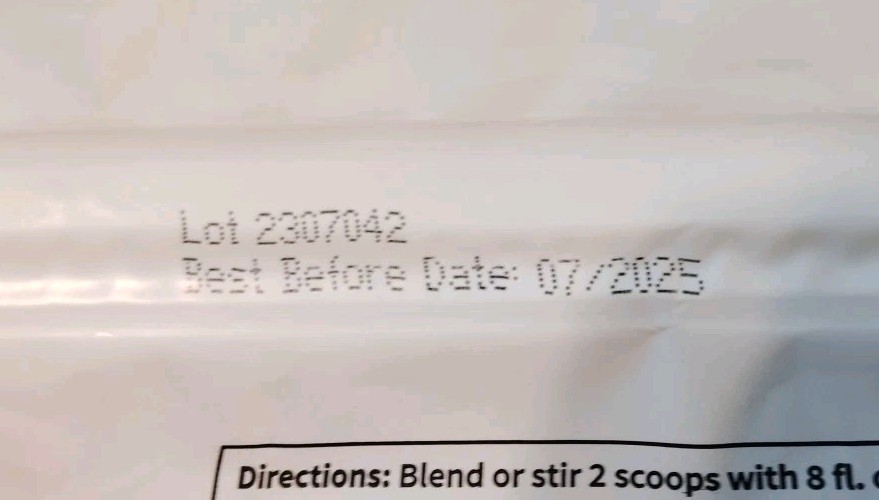 Lot 2307042
Best Before Date: 07/2025
Directions: Blend or stir 2 scoops with 8 fl.